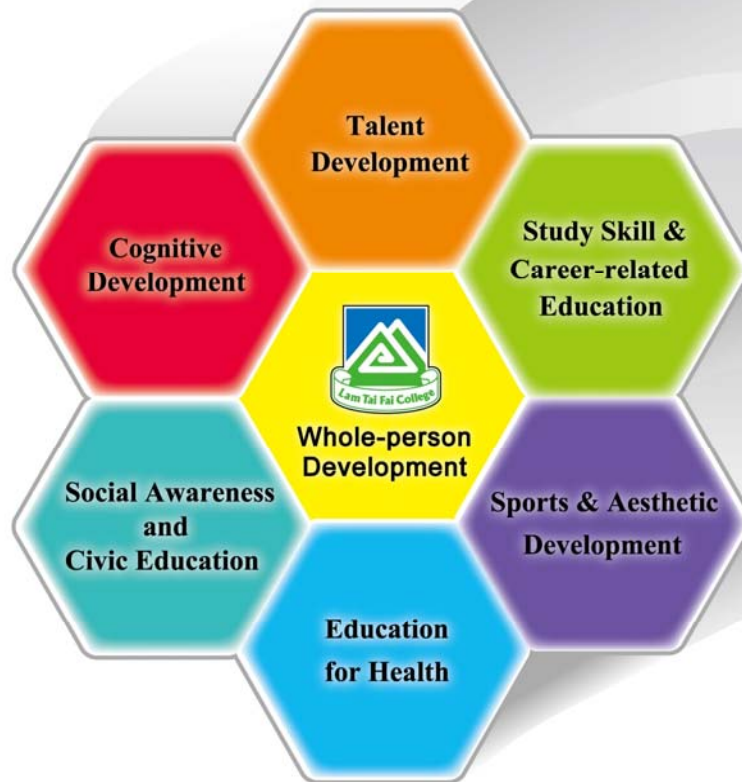 Talent
Development
Cognitive
Development
Study Skill &
Career-related
Education
Lam Tai Fai College
Whole-person
Development
Social Awareness
and
Civic Education
Sports & Aesthetic
Development
Education
for Health